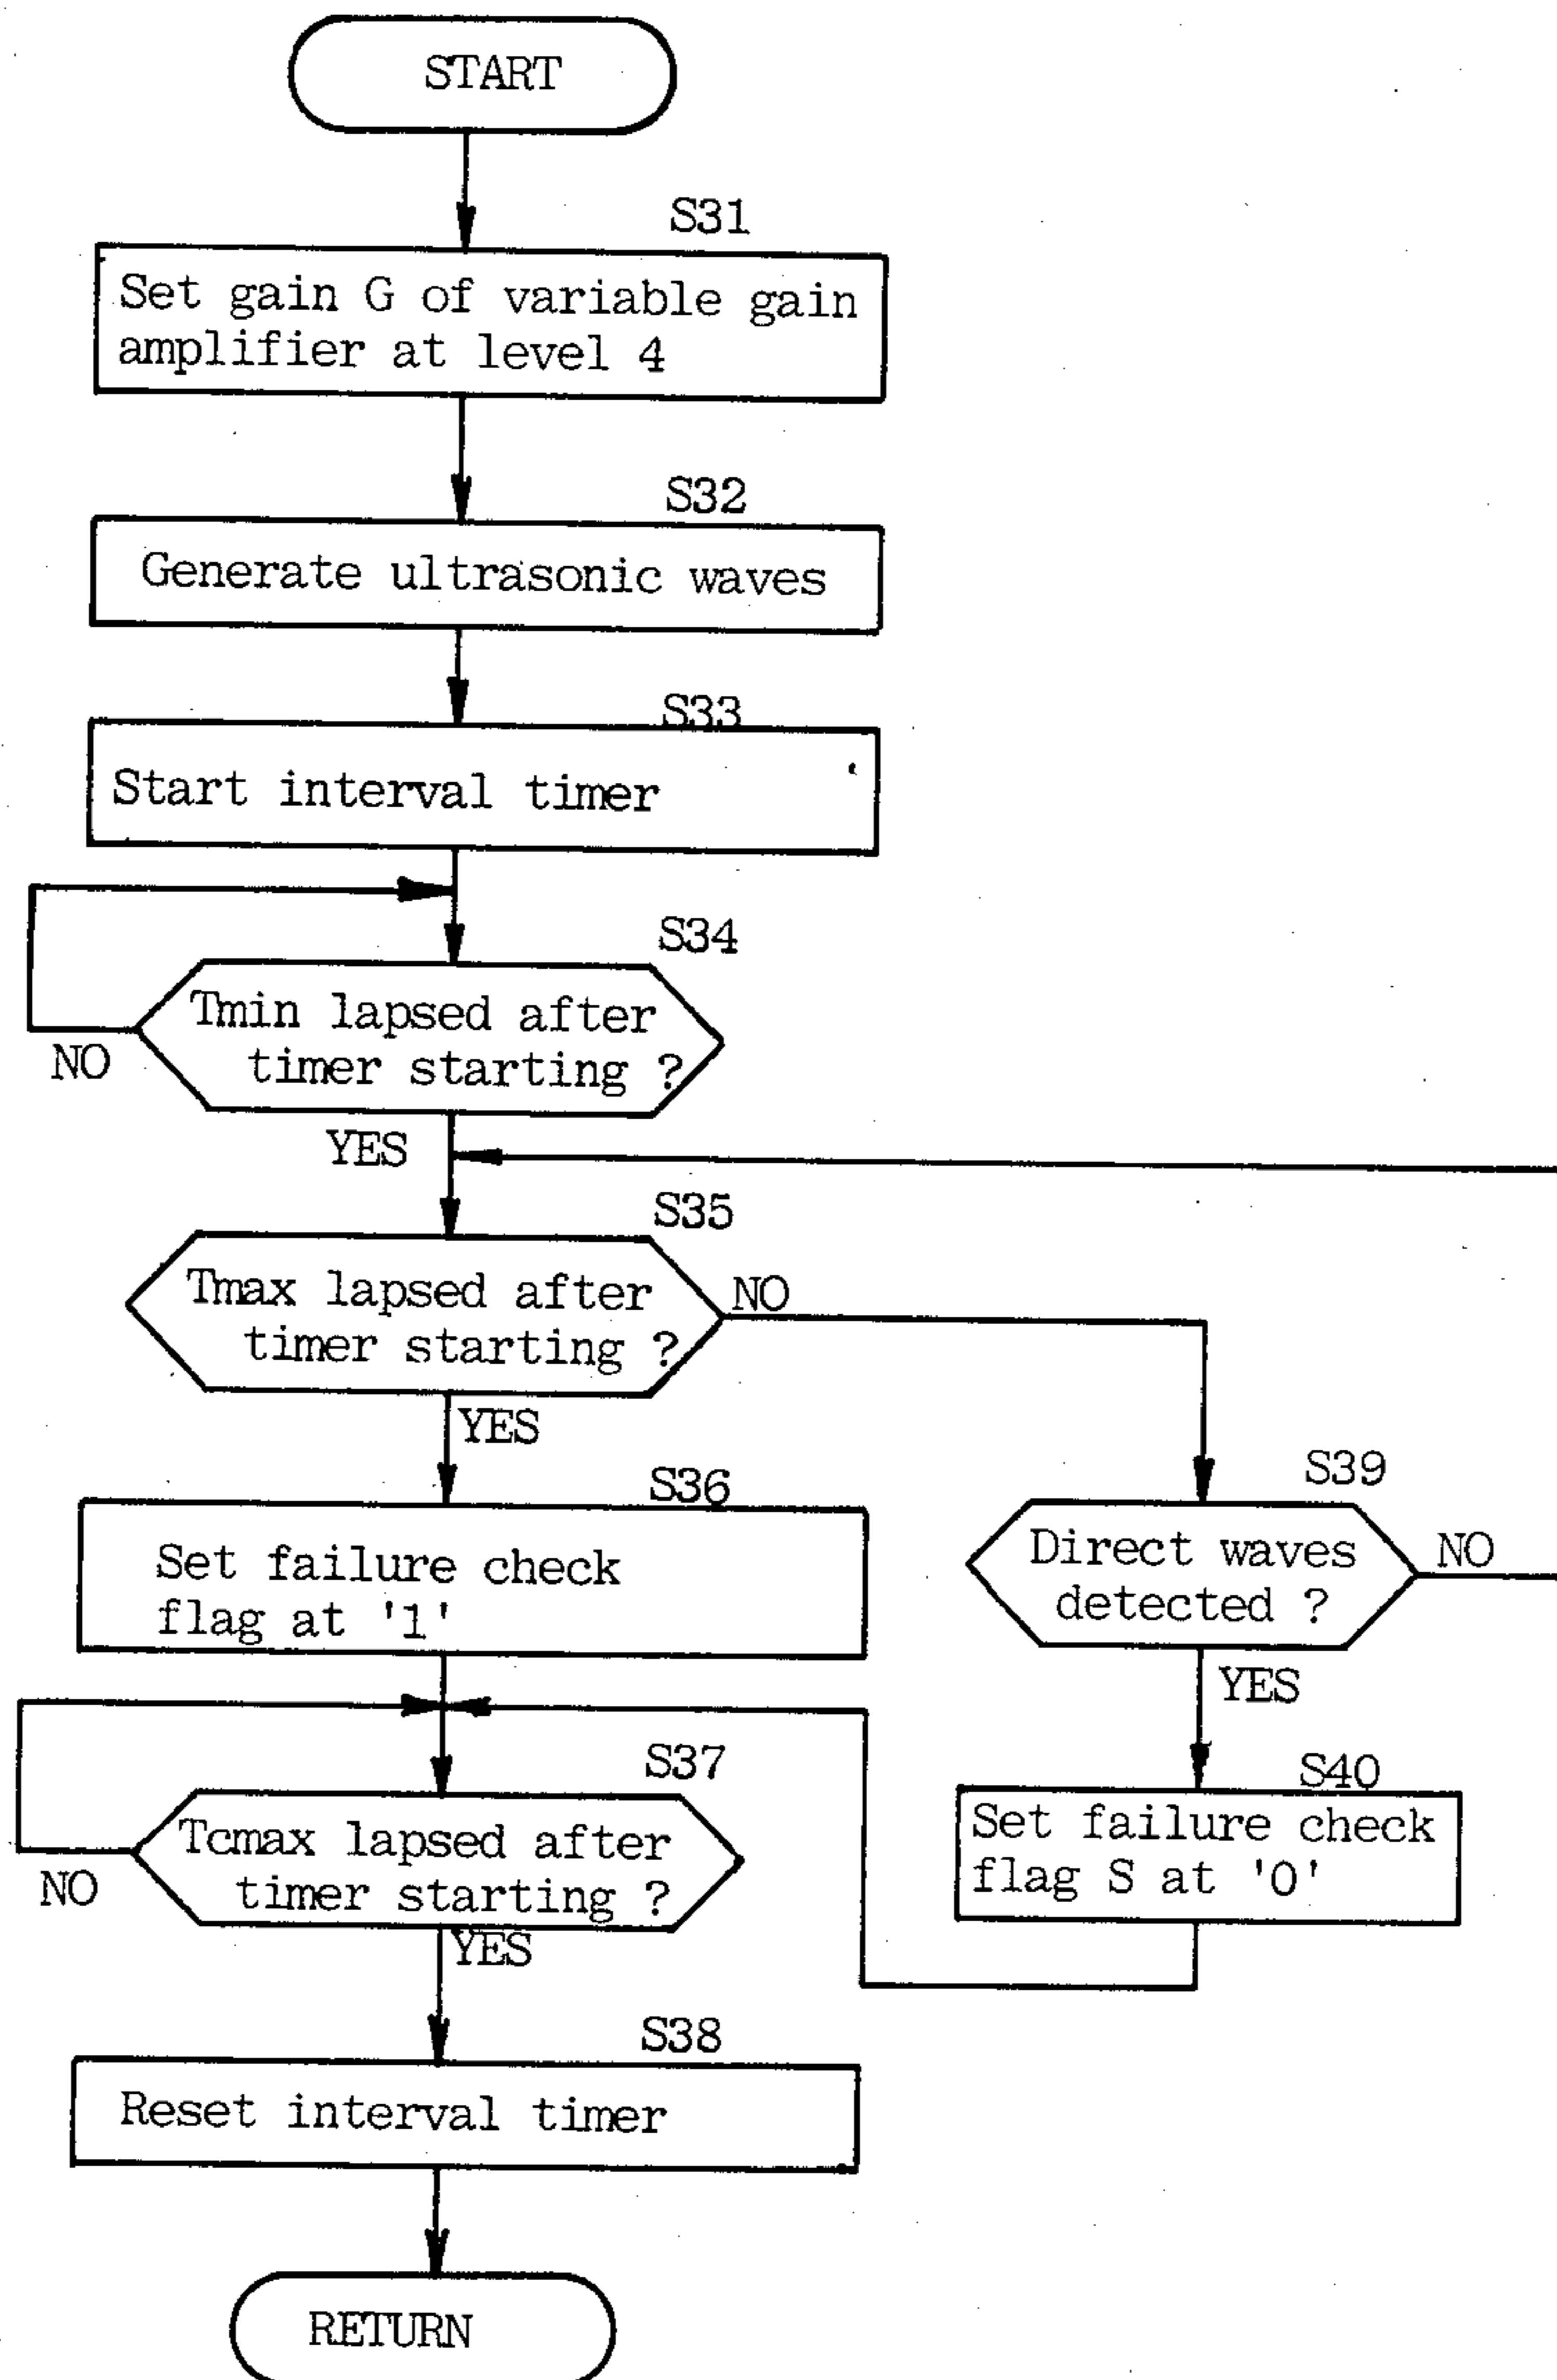 START
S31
Set gain G of variable gain
amplifier at level 4
S32
Generate ultrasonic waves
S33
Start interval timer
S34
Tmin lapsed after
timer starting ?
NO
YES
S35
Tmax lapsed after
timer starting ?
NO
YES
S36
Set failure check
flag at '1'
S39
Direct waves
detected ?
NO
YES
S37
Tcmax lapsed after
timer starting ?
NO
YES
S40
Set failure check
flag S at '0'
S38
Reset interval timer
RETURN